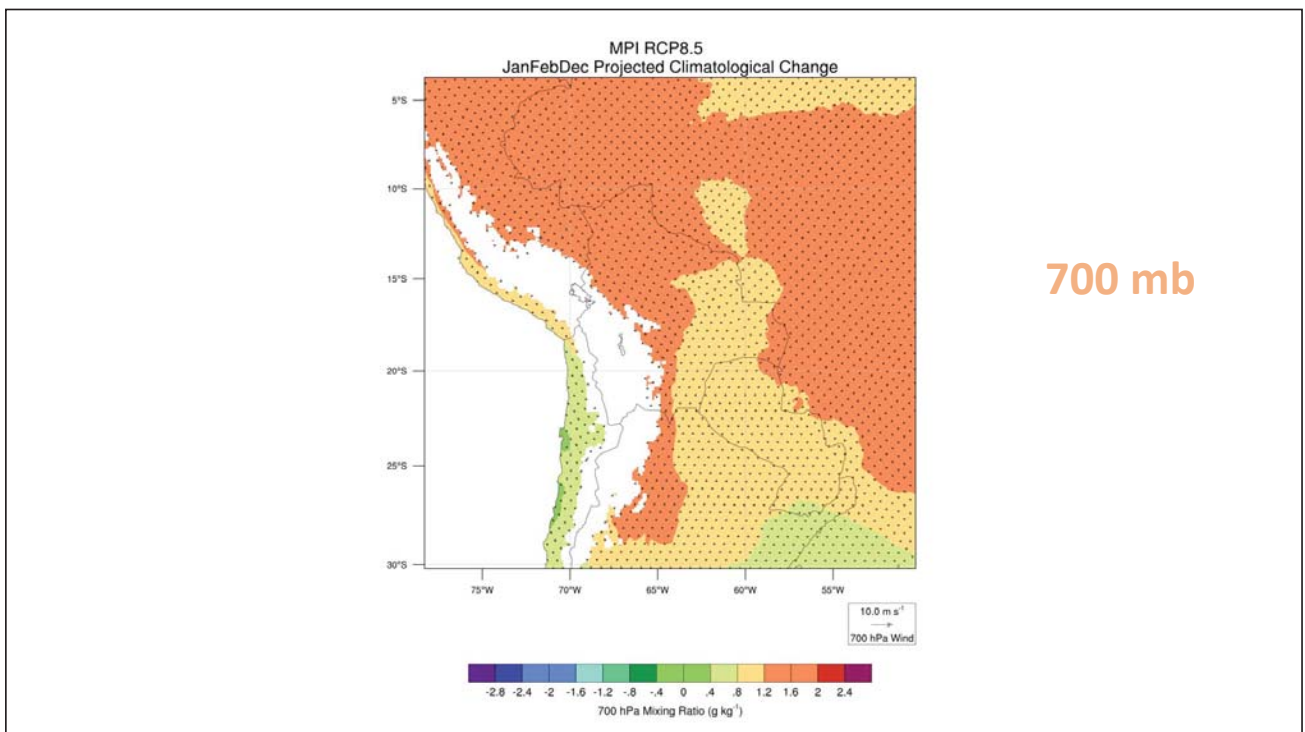 MPI RCP8.5
JanFebDec Projected Climatological Change
5°S
10°S
15°S
20°S
25°S
30°S
700 mb
75°W 70°W 65°W 60°W 55°W
10.0 m s⁻¹
700 hPa Wind
-2.8 -2.4 -2 -1.6 -1.2 -.8 -.4 0 .4 .8 1.2 1.6 2 2.4
700 hPa Mixing Ratio (g kg⁻¹)